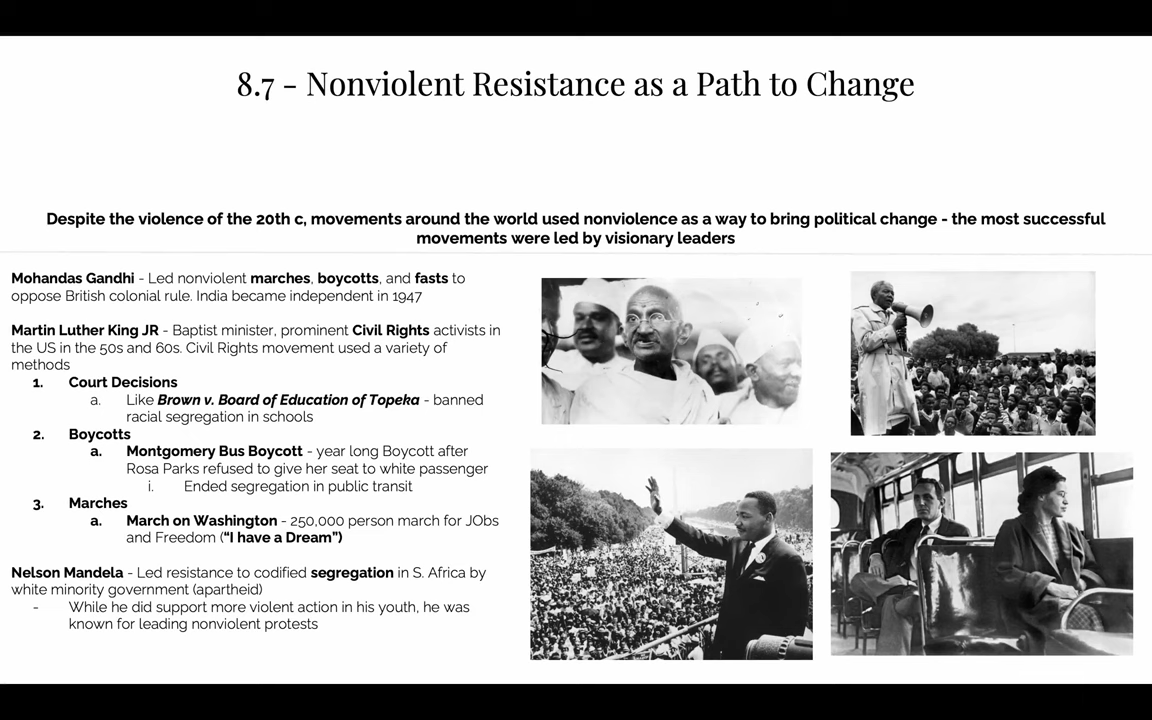 8.7 - Nonviolent Resistance as a Path to Change
Despite the violence of the 20th c, movements around the world used nonviolence as a way to bring political change - the most successful
movements were led by visionary leaders
Mohandas Gandhi - Led nonviolent marches, boycotts, and fasts to
oppose British colonial rule. India became independent in 1947
Martin Luther King JR - Baptist minister, prominent Civil Rights activists in
the US in the 50s and 60s. Civil Rights movement used a variety of
methods
1. Court Decisions
a. Like Brown v. Board of Education of Topeka - banned
racial segregation in schools
2. Boycotts
a. Montgomery Bus Boycott - year long Boycott after
Rosa Parks refused to give her seat to white passenger
i. Ended segregation in public transit
3. Marches
a. March on Washington - 250,000 person march for JObs
and Freedom (“I have a Dream”)
Nelson Mandela - Led resistance to codified segregation in S. Africa by
white minority government (apartheid)
- While he did support more violent action in his youth, he was
known for leading nonviolent protests